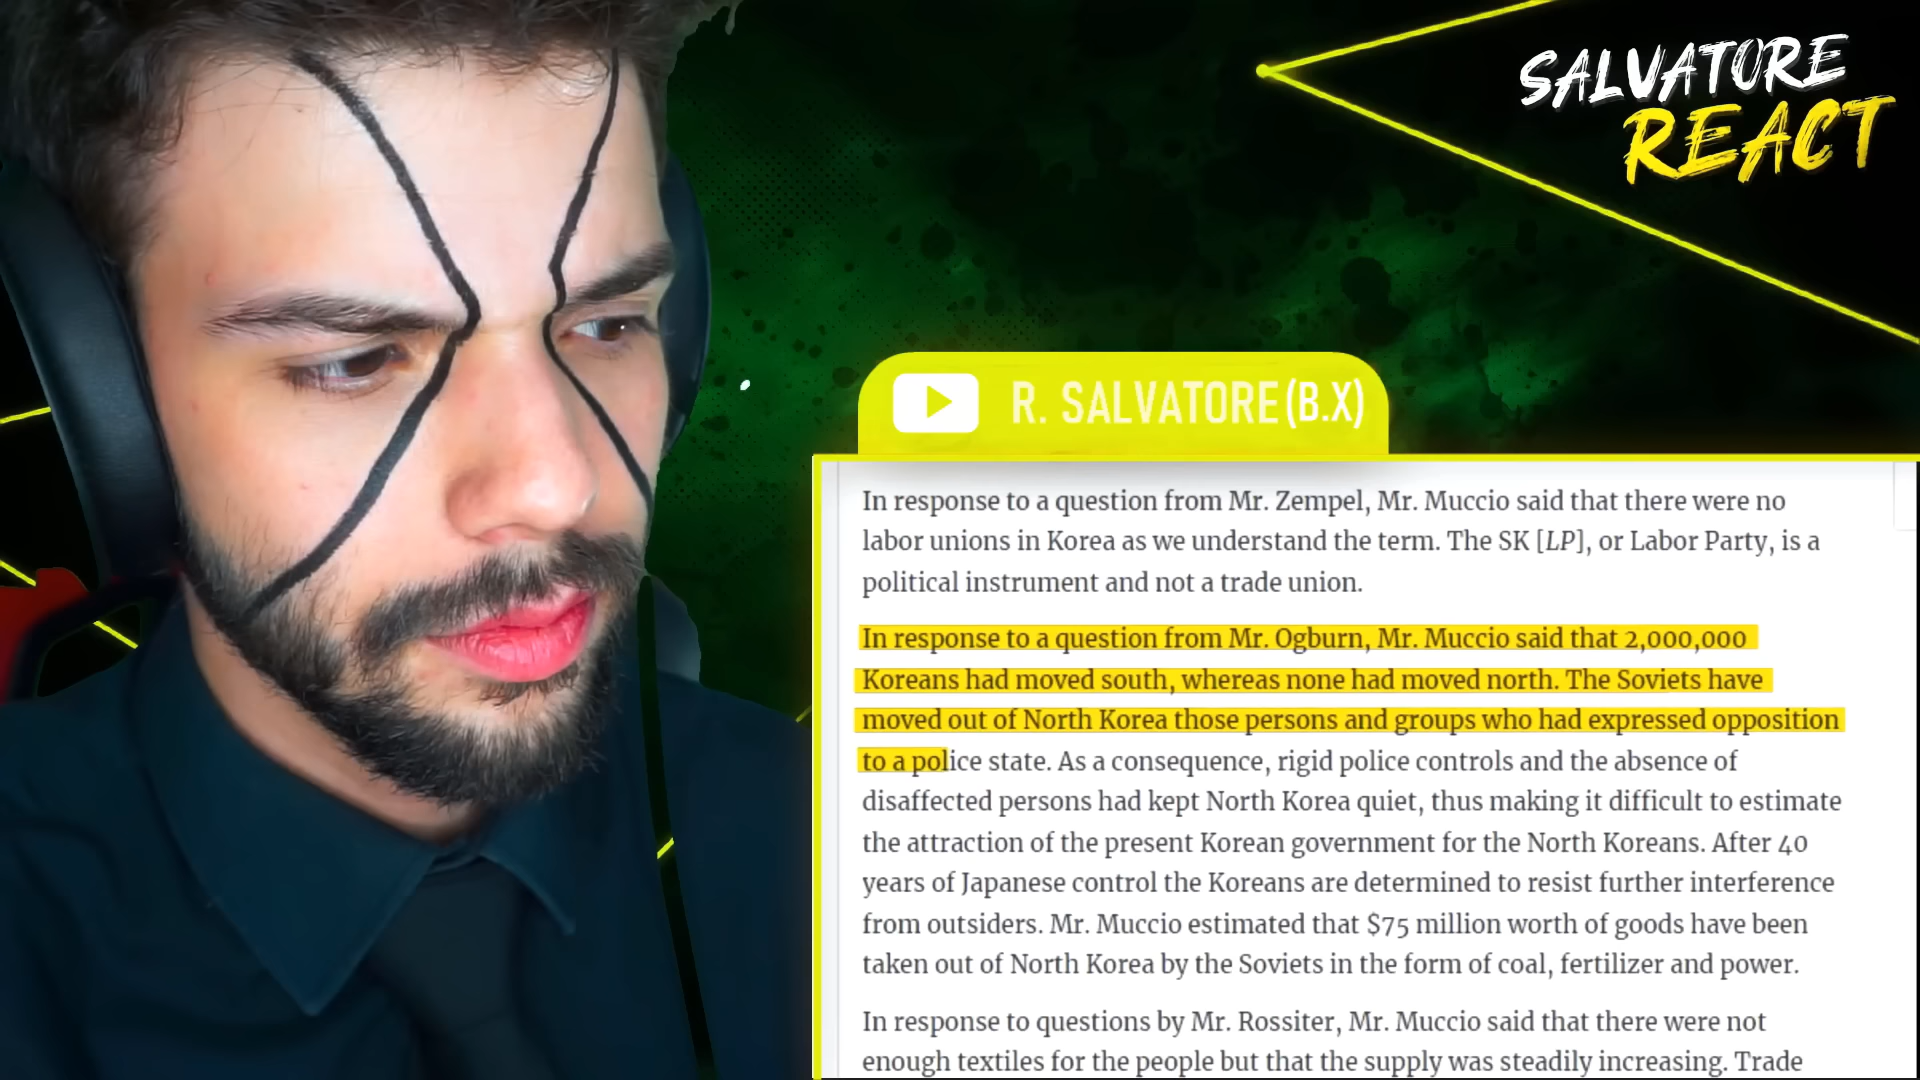 SALVATORE
REACT
R. SALVATORE(B.X)
In response to a question from Mr. Zempel, Mr. Muccio said that there were no
labor unions in Korea as we understand the term. The SK [LP], or Labor Party, is a
political instrument and not a trade union.
In response to a question from Mr. Ogburn, Mr. Muccio said that 2,000,000
Koreans had moved south, whereas none had moved north. The Soviets have
moved out of North Korea those persons and groups who had expressed opposition
to a police state. As a consequence, rigid police controls and the absence of
disaffected persons had kept North Korea quiet, thus making it difficult to estimate
the attraction of the present Korean government for the North Koreans. After 40
years of Japanese control the Koreans are determined to resist further interference
from outsiders. Mr. Muccio estimated that $75 million worth of goods have been
taken out of North Korea by the Soviets in the form of coal, fertilizer and power.
In response to questions by Mr. Rossiter, Mr. Muccio said that there were not
enough textiles for the people but that the supply was steadily increasing. Trade